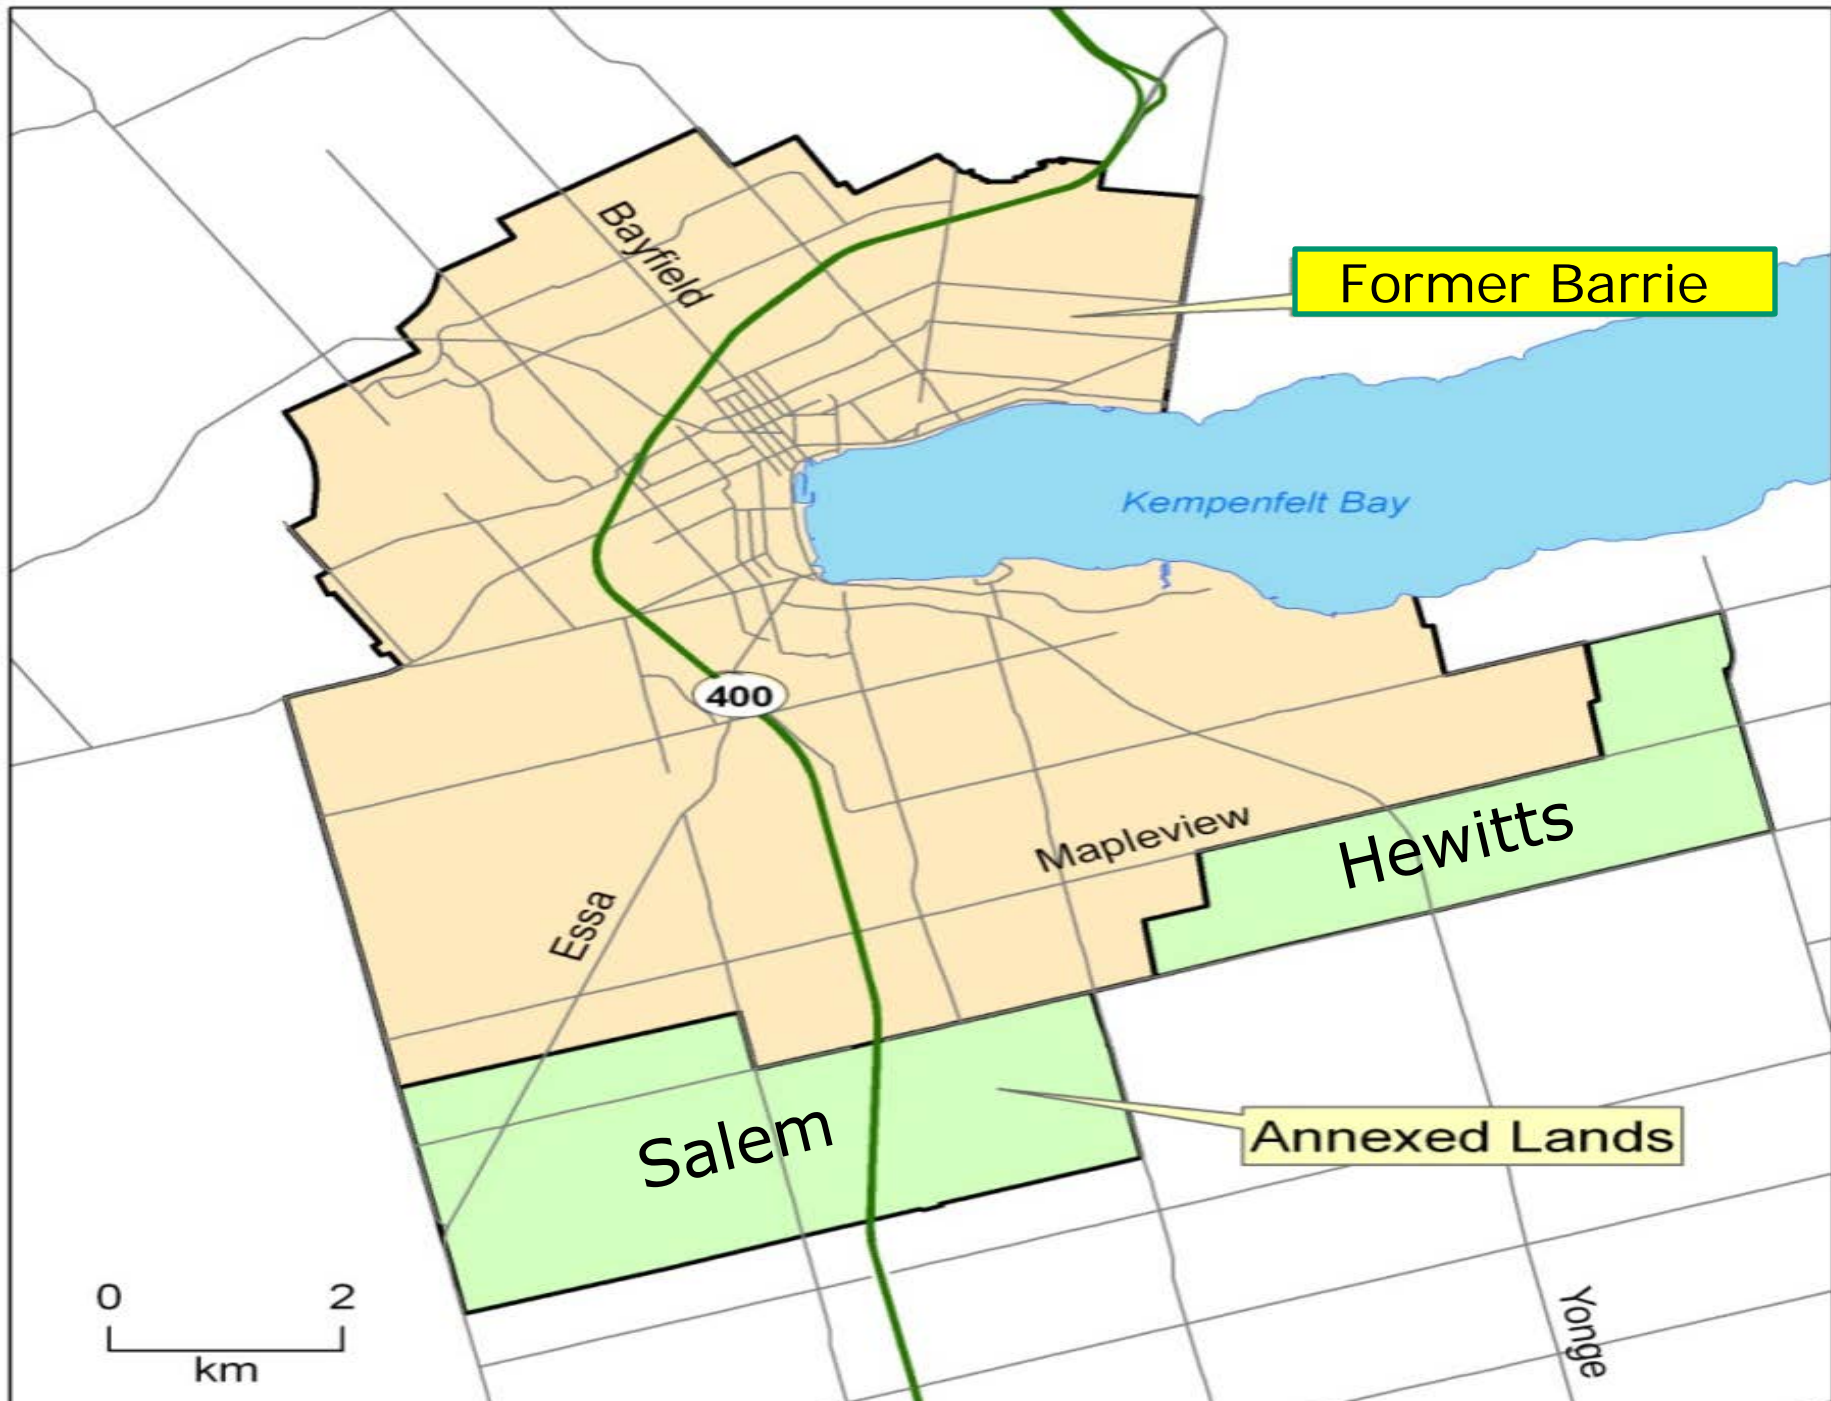 Bayfield
Former Barrie
Kempenfelt Bay
400
Mapleview
Hewitts
Essa
Salem
Annexed Lands
0 2
km
Yonge